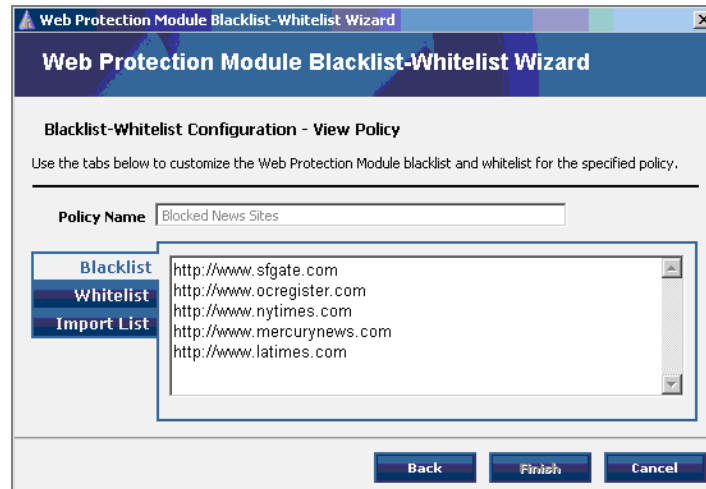 Web Protection Module Blacklist-Whitelist Wizard
Web Protection Module Blacklist-Whitelist Wizard
Blacklist-Whitelist Configuration - View Policy
Use the tabs below to customize the Web Protection Module blacklist and whitelist for the specified policy.
Policy Name Blocked News Sites
Blacklist
Whitelist
Import List
http://www.sfgate.com
http://www.ocregister.com
http://www.nytimes.com
http://www.mercurynews.com
http://www.latimes.com
Back Finish Cancel